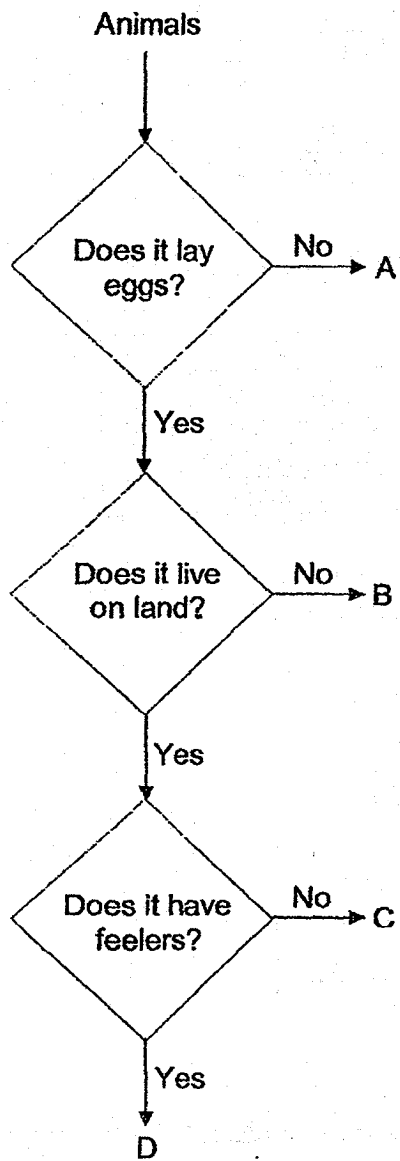 Animals
Does it lay
eggs?
No
A
Yes
Does it live
on land?
No
B
Yes
Does it have
feelers?
No
C
Yes
D